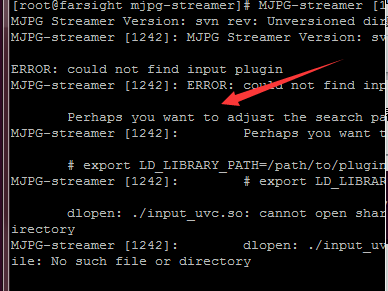 [root@farsight mjpg-streamer]# MJPG-streamer [1
MJPG Streamer Version: svn rev: Unversioned dir
MJPG-streamer [1242]: MJPG Streamer Version: sv
ERROR: could not find input plugin
MJPG-streamer [1242]: ERROR: could not find inp
Perhaps you want to adjust the search pa
MJPG-streamer [1242]: Perhaps you want t
# export LD_LIBRARY_PATH=/path/to/plugin
MJPG-streamer [1242]: # export LD_LIBRAR
dlopen: ./input_uvc.so: cannot open shar
irectory
MJPG-streamer [1242]: dlopen: ./input_uv
ile: No such file or directory